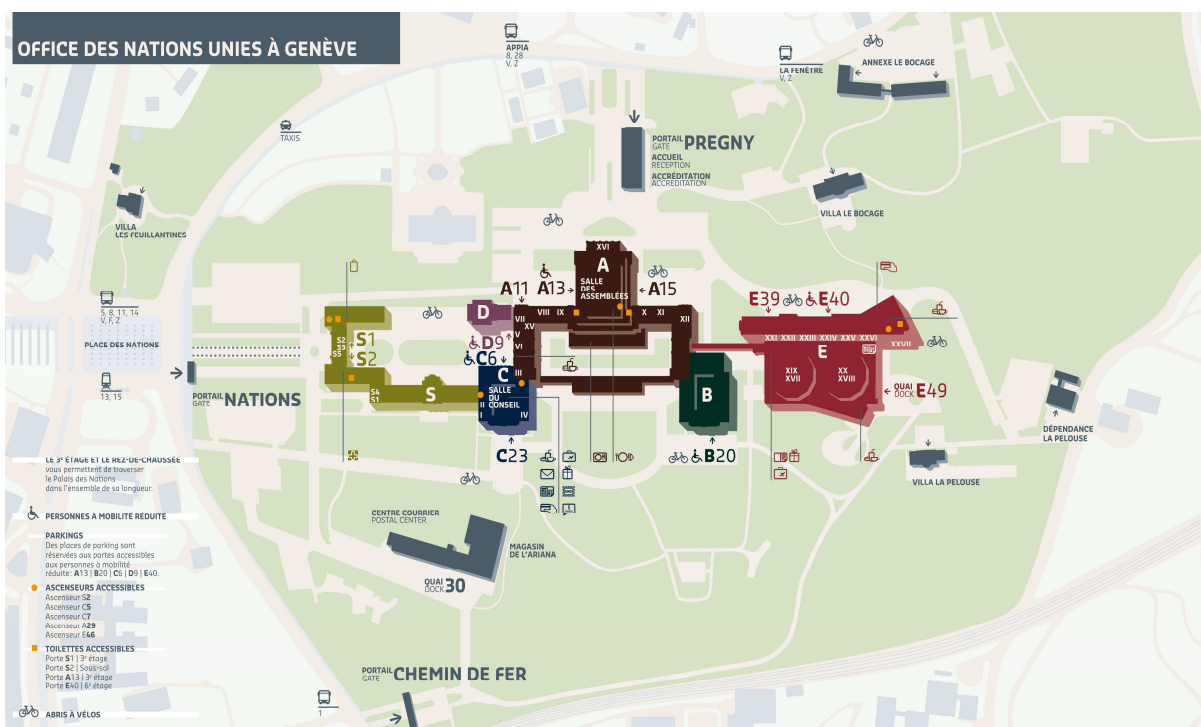 OFFICE DES NATIONS UNIES À GENÈVE
APPIA
8, 28
V, Z
LA FENÊTRE
V, Z
ANNEXE LE BOCAGE
TAXIS
PORTAIL
GATE
PREGNY
ACCUEIL
RECEPTION
ACCRÉDITATION
ACCREDITATION
VILLA
LES FEUILLANTINES
VILLA LE BOCAGE
XVI
A
SALLE
DES
ASSEMBLÉES
A11
A13
A15
VIII
IX
X
XI
XII
VII
XV
V
VI
III
D
D9
C6
E39
E40
XXI XXII XXIII XXIV XXV XXVI
XXVII
E
XIX
XVII
XX
XVIII
QUAI
DOCK
E49
5, 8, 11, 14
V, F, Z
PLACE DES NATIONS
13, 15
PORTAIL
GATE
NATIONS
S2
S3
S5
S1
S2
S4
S1
S
C
SALLE
DU
CONSEIL
II
I
IV
B
C23
B20
DÉPENDANCE
LA PELOUSE
VILLA LA PELOUSE
LE 3e ÉTAGE ET LE REZ-DE-CHAUSSÉE
vous permettent de traverser
le Palais des Nations
dans l'ensemble de sa longueur.
PERSONNES A MOBILITE REDUITE
PARKINGS
Des places de parking sont
réservées aux portes accessibles
aux personnes à mobilité
réduite : A13 | B20 | C6 | D9 | E40.
ASCENSEURS ACCESSIBLES
Ascenseur S2
Ascenseur C5
Ascenseur C7
Ascenseur A29
Ascenseur E46
TOILETTES ACCESSIBLES
Porte S1 | 3e étage
Porte S2 | Sous-sol
Porte A13 | 3e étage
Porte E40 | 6e étage
ABRIS À VÉLOS
CENTRE COURRIER
POSTAL CENTER
MAGASIN
DE L'ARIANA
QUAI
DOCK
30
PORTAIL
GATE
CHEMIN DE FER
1